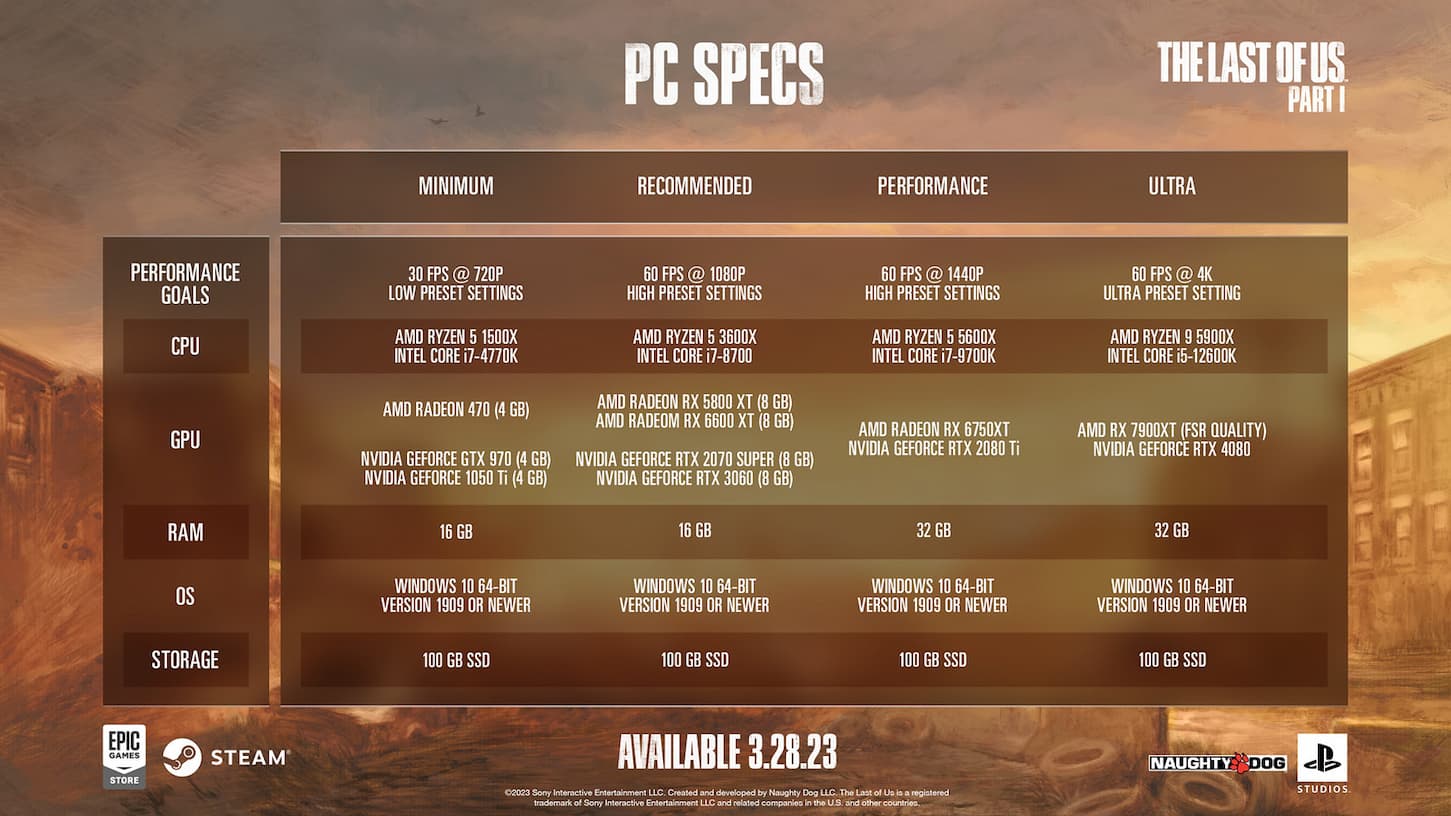 PC SPECS
THE LAST OF US
PART I
MINIMUM RECOMMENDED PERFORMANCE ULTRA
PERFORMANCE
GOALS
30 FPS @ 720P
LOW PRESET SETTINGS
60 FPS @ 1080P
HIGH PRESET SETTINGS
60 FPS @ 1440P
HIGH PRESET SETTINGS
60 FPS @ 4K
ULTRA PRESET SETTING
CPU
AMD RYZEN 5 1500X
INTEL CORE i7-4770K
AMD RYZEN 5 3600X
INTEL CORE i7-8700
AMD RYZEN 5 5600X
INTEL CORE i7-9700K
AMD RYZEN 9 5900X
INTEL CORE i5-12600K
GPU
AMD RADEON 470 (4 GB)
NVIDIA GEFORCE GTX 970 (4 GB)
NVIDIA GEFORCE 1050 Ti (4 GB)
AMD RADEON RX 5800 XT (8 GB)
AMD RADEOM RX 6600 XT (8 GB)
NVIDIA GEFORCE RTX 2070 SUPER (8 GB)
NVIDIA GEFORCE RTX 3060 (8 GB)
AMD RADEON RX 6750XT
NVIDIA GEFORCE RTX 2080 Ti
AMD RX 7900XT (FSR QUALITY)
NVIDIA GEFORCE RTX 4080
RAM
16 GB
16 GB
32 GB
32 GB
OS
WINDOWS 10 64-BIT
VERSION 1909 OR NEWER
WINDOWS 10 64-BIT
VERSION 1909 OR NEWER
WINDOWS 10 64-BIT
VERSION 1909 OR NEWER
WINDOWS 10 64-BIT
VERSION 1909 OR NEWER
STORAGE
100 GB SSD
100 GB SSD
100 GB SSD
100 GB SSD
EPIC
GAMES
STORE
STEAM®
AVAILABLE 3.28.23
NAUGHTY DOG
STUDIOS
©2023 Sony Interactive Entertainment LLC. Created and developed by Naughty Dog LLC. The Last of Us is a registered
trademark of Sony Interactive Entertainment LLC and related companies in the U.S. and other countries.